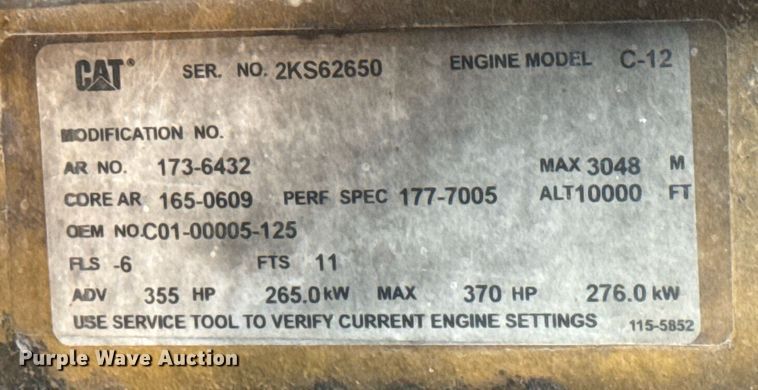 CAT® SER. NO. 2KS62650 ENGINE MODEL C-12
MODIFICATION NO.
AR NO. 173-6432 MAX 3048 M
CORE AR 165-0609 PERF SPEC 177-7005 ALT 10000 FT
OEM NO. C01-00005-125
FLS -6 FTS 11
ADV 355 HP 265.0 kW MAX 370 HP 276.0 kW
USE SERVICE TOOL TO VERIFY CURRENT ENGINE SETTINGS 115-5852
Purple Wave Auction